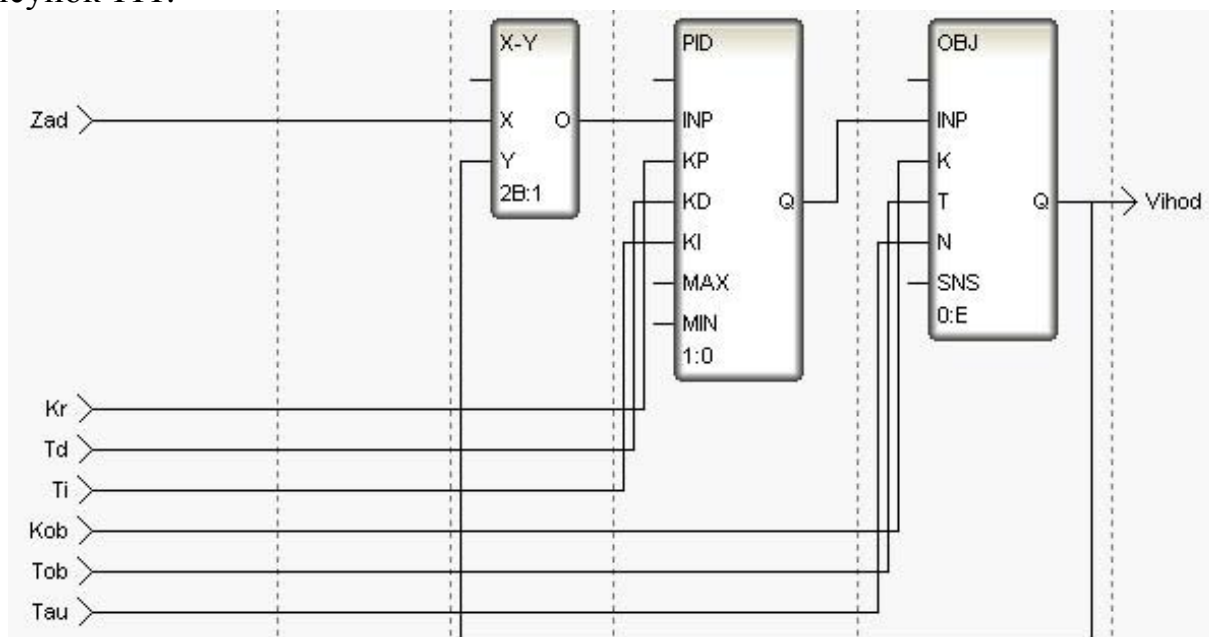 X-Y
PID
OBJ
Zad
X O
INP
INP
Y
KP
K
2B:1
KD Q
T Q
Vihod
KI
N
MAX
SNS
MIN
0:E
1:0
Kr
Td
Ti
Kob
Tob
Tau